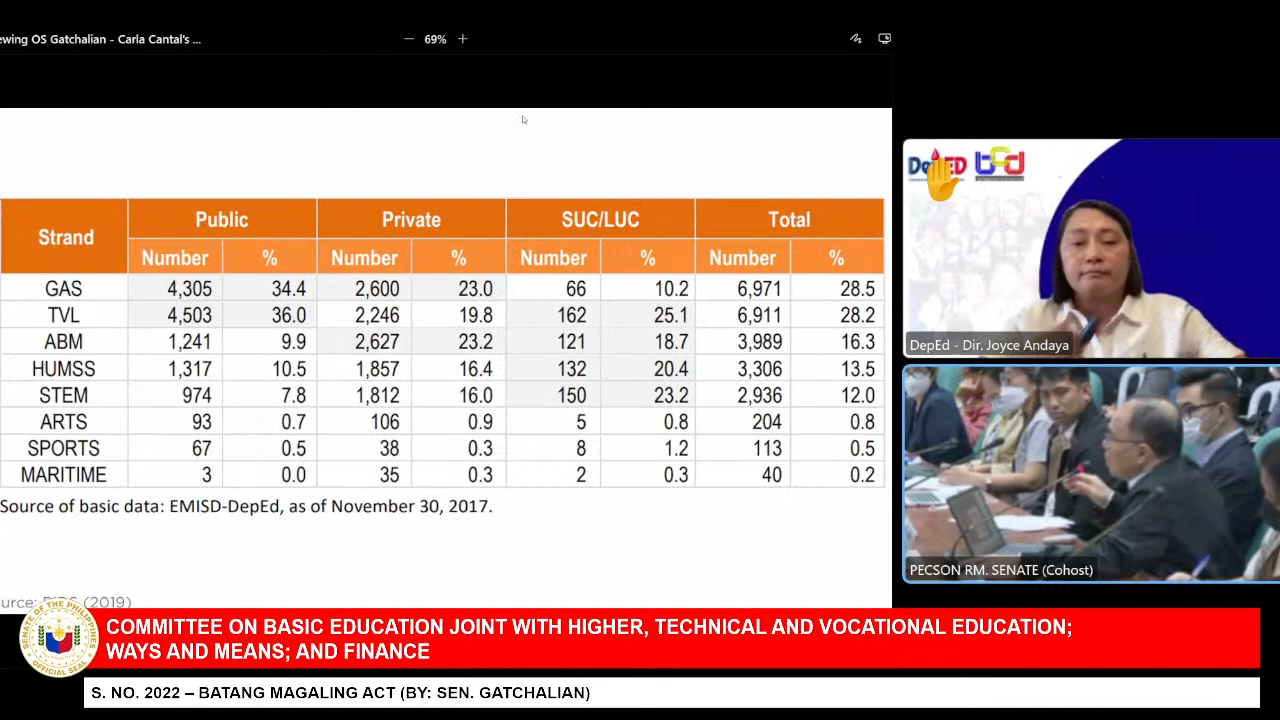 ewing OS Gatchalian - Carla Cantal's ...
69%
Strand Public Private SUC/LUC Total
Number % Number % Number % Number %
GAS 4,305 34.4 2,600 23.0 66 10.2 6,971 28.5
TVL 4,503 36.0 2,246 19.8 162 25.1 6,911 28.2
ABM 1,241 9.9 2,627 23.2 121 18.7 3,989 16.3
HUMSS 1,317 10.5 1,857 16.4 132 20.4 3,306 13.5
STEM 974 7.8 1,812 16.0 150 23.2 2,936 12.0
ARTS 93 0.7 106 0.9 5 0.8 204 0.8
SPORTS 67 0.5 38 0.3 8 1.2 113 0.5
MARITIME 3 0.0 35 0.3 2 0.3 40 0.2
Source of basic data: EMISD-DepEd, as of November 30, 2017.
(2019)
DepED bcd
DepEd - Dir. Joyce Andaya
PECSON RM. SENATE (Cohost)
SENATE OF THE PHILIPPINES
OFFICIAL SEAL
COMMITTEE ON BASIC EDUCATION JOINT WITH HIGHER, TECHNICAL AND VOCATIONAL EDUCATION;
WAYS AND MEANS; AND FINANCE
S. NO. 2022 – BATANG MAGALING ACT (BY: SEN. GATCHALIAN)